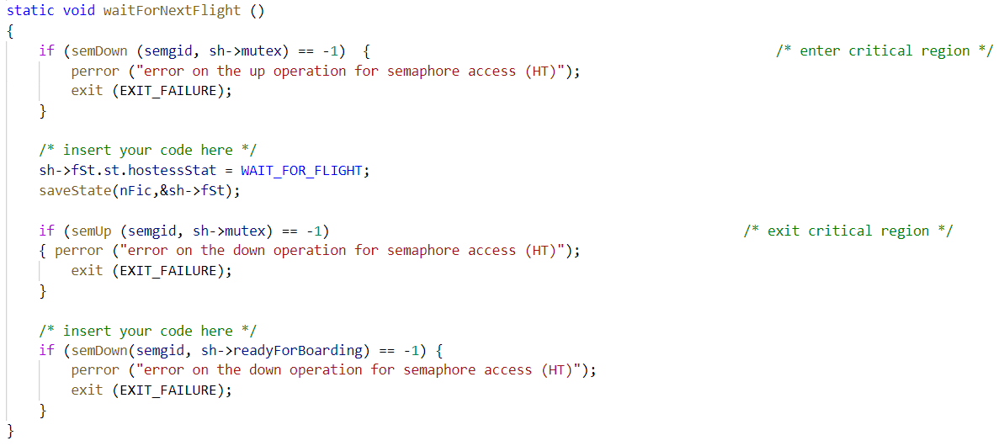 static void waitForNextFlight ()
{
    if (semDown (semgid, sh->mutex) == -1)  {                                                   /* enter critical region */
        perror ("error on the up operation for semaphore access (HT)");
        exit (EXIT_FAILURE);
    }

    /* insert your code here */
    sh->fSt.st.hostessStat = WAIT_FOR_FLIGHT;
    saveState(nFic,&sh->fSt);

    if (semUp (semgid, sh->mutex) == -1)                                                    /* exit critical region */
    { perror ("error on the down operation for semaphore access (HT)");
        exit (EXIT_FAILURE);
    }

    /* insert your code here */
    if (semDown(semgid, sh->readyForBoarding) == -1) {
        perror ("error on the down operation for semaphore access (HT)");
        exit (EXIT_FAILURE);
    }
}